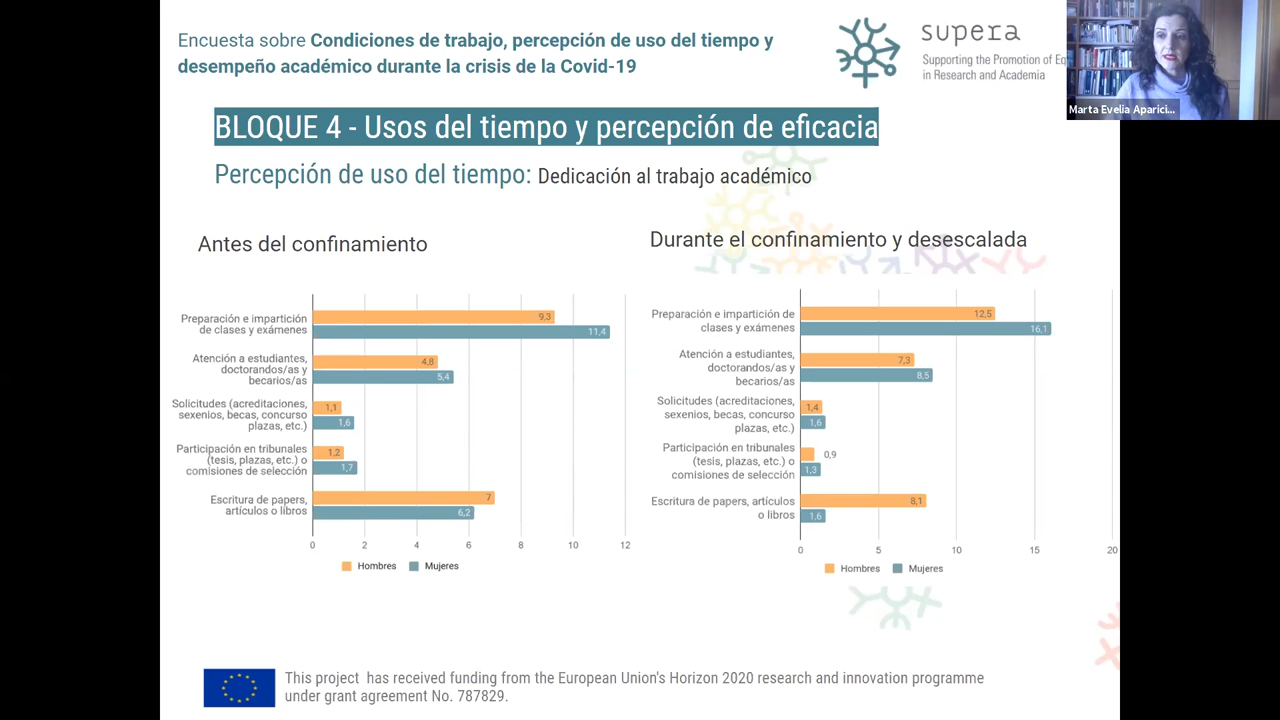 Encuesta sobre Condiciones de trabajo, percepción de uso del tiempo y
desempeño académico durante la crisis de la Covid-19
supera
Supporting the Promotion of Eq
in Research and Academia
Marta Evelia Aparici...
BLOQUE 4 - Usos del tiempo y percepción de eficacia
Percepción de uso del tiempo: Dedicación al trabajo académico
Antes del confinamiento
Preparación e impartición
de clases y exámenes
9,3
11,4
Atención a estudiantes,
doctorandos/as y
becarios/as
4,8
5,4
Solicitudes (acreditaciones,
sexenios, becas, concurso
plazas, etc.)
1,1
1,6
Participación en tribunales
(tesis, plazas, etc.) o
comisiones de selección
1,2
1,7
Escritura de papers,
artículos o libros
7
6,2
0 2 4 6 8 10 12
Hombres Mujeres
Durante el confinamiento y desescalada
Preparación e impartición de
clases y exámenes
12,5
16,1
Atención a estudiantes,
doctorandos/as y
becarios/as
7,3
8,5
Solicitudes (acreditaciones,
sexenios, becas, concurso
plazas, etc.)
1,4
1,6
Participación en tribunales
(tesis, plazas, etc.) o
comisiones de selección
0,9
1,3
Escritura de papers, artículos
o libros
8,1
1.6
0 5 10 15 20
Hombres Mujeres
This project has received funding from the European Union's Horizon 2020 research and innovation programme
under grant agreement No. 787829.